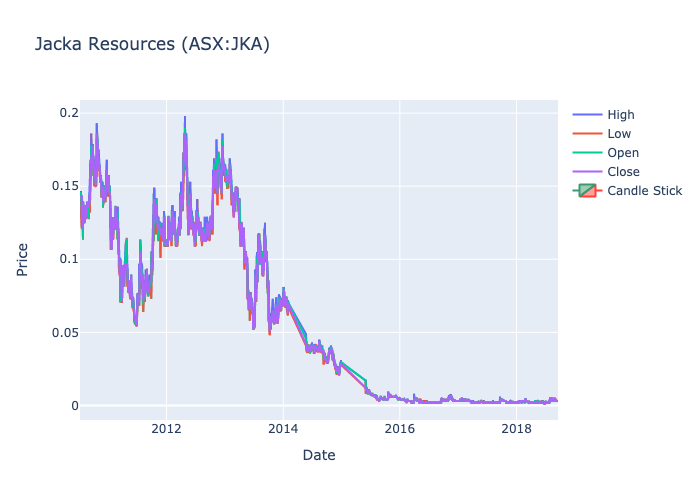 Jacka Resources (ASX:JKA)
High
Low
Open
Close
Candle Stick
Price
0.2
0.15
0.1
0.05
0
2012
2014
2016
2018
Date